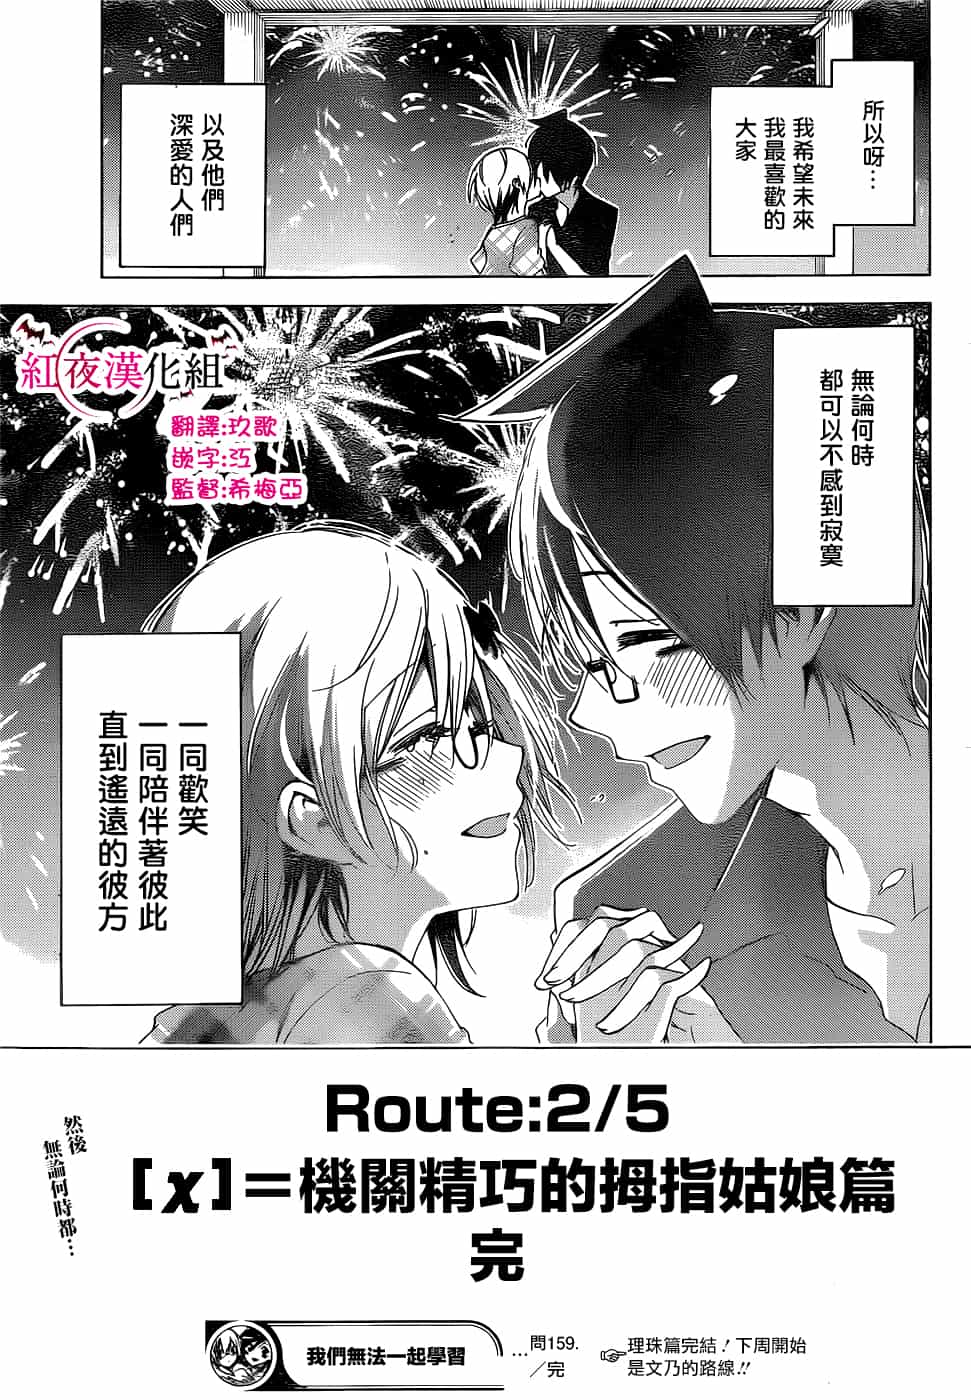 所以呀…
我希望未來
我最喜歡的
大家
以及他們
深愛的人們
無論何時
都可以不感到寂寞
紅夜漢化組
翻譯:玖歌
嵌字:江
監督:希梅亞
一同歡笑
一同陪伴著彼此
直到遙遠的彼方
Route:2/5
[χ]=機關精巧的拇指姑娘篇
完
然後
無論何時都…
我們無法一起學習
…問159.
/完
☞理珠篇完結！下周開始
是文乃的路線!!